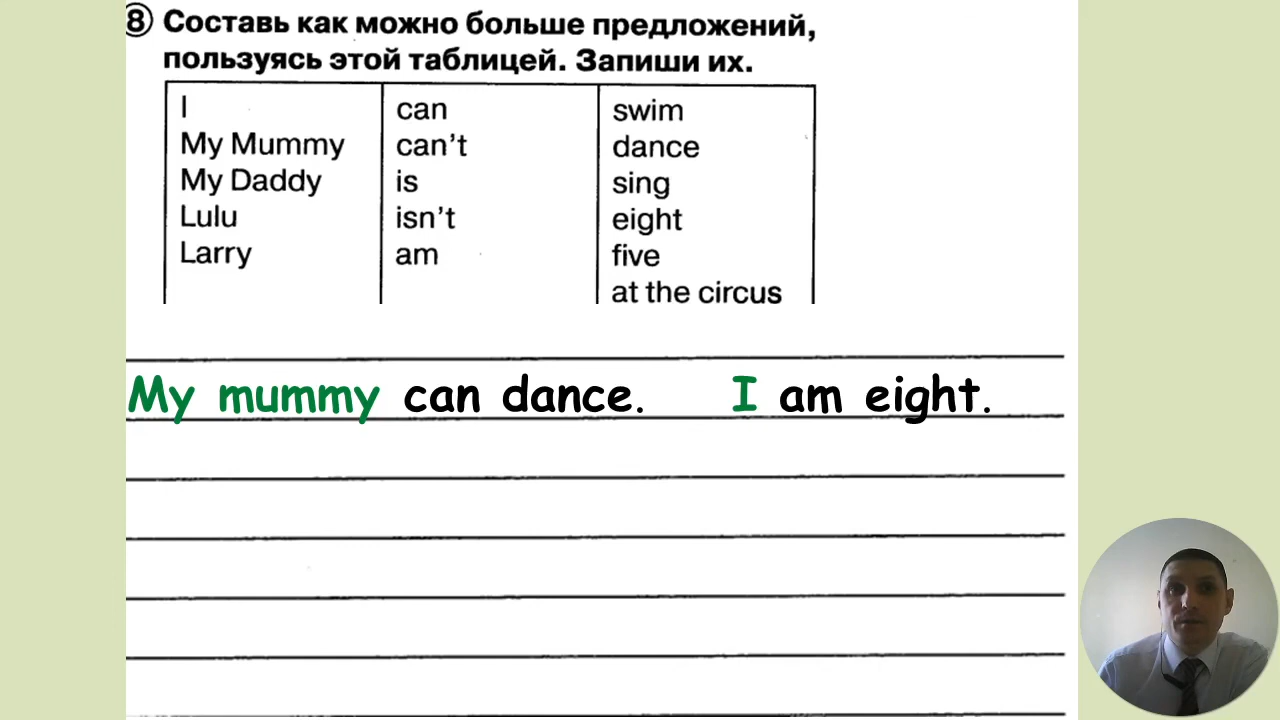 8 Составь как можно больше предложений,
пользуясь этой таблицей. Запиши их.
I can swim
My Mummy can't dance
My Daddy is sing
Lulu isn't eight
Larry am five
at the circus
My mummy can dance. I am eight.